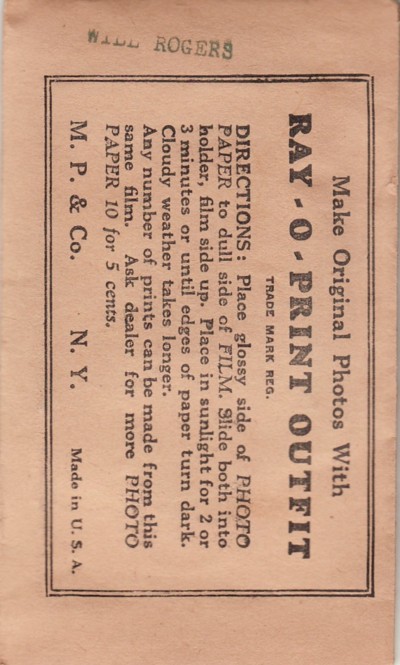 WILL ROGERS
Make Original Photos With
RAY-O-PRINT OUTFIT
TRADE MARK REG.
DIRECTIONS: Place glossy side of PHOTO
PAPER to dull side of FILM. Slide both into
holder, film side up. Place in sunlight for 2 or
3 minutes or until edges of paper turn dark.
Cloudy weather takes longer.
Any number of prints can be made from this
same film. Ask dealer for more PHOTO
PAPER 10 for 5 cents.
M. P. & Co. N. Y. Made in U. S. A.